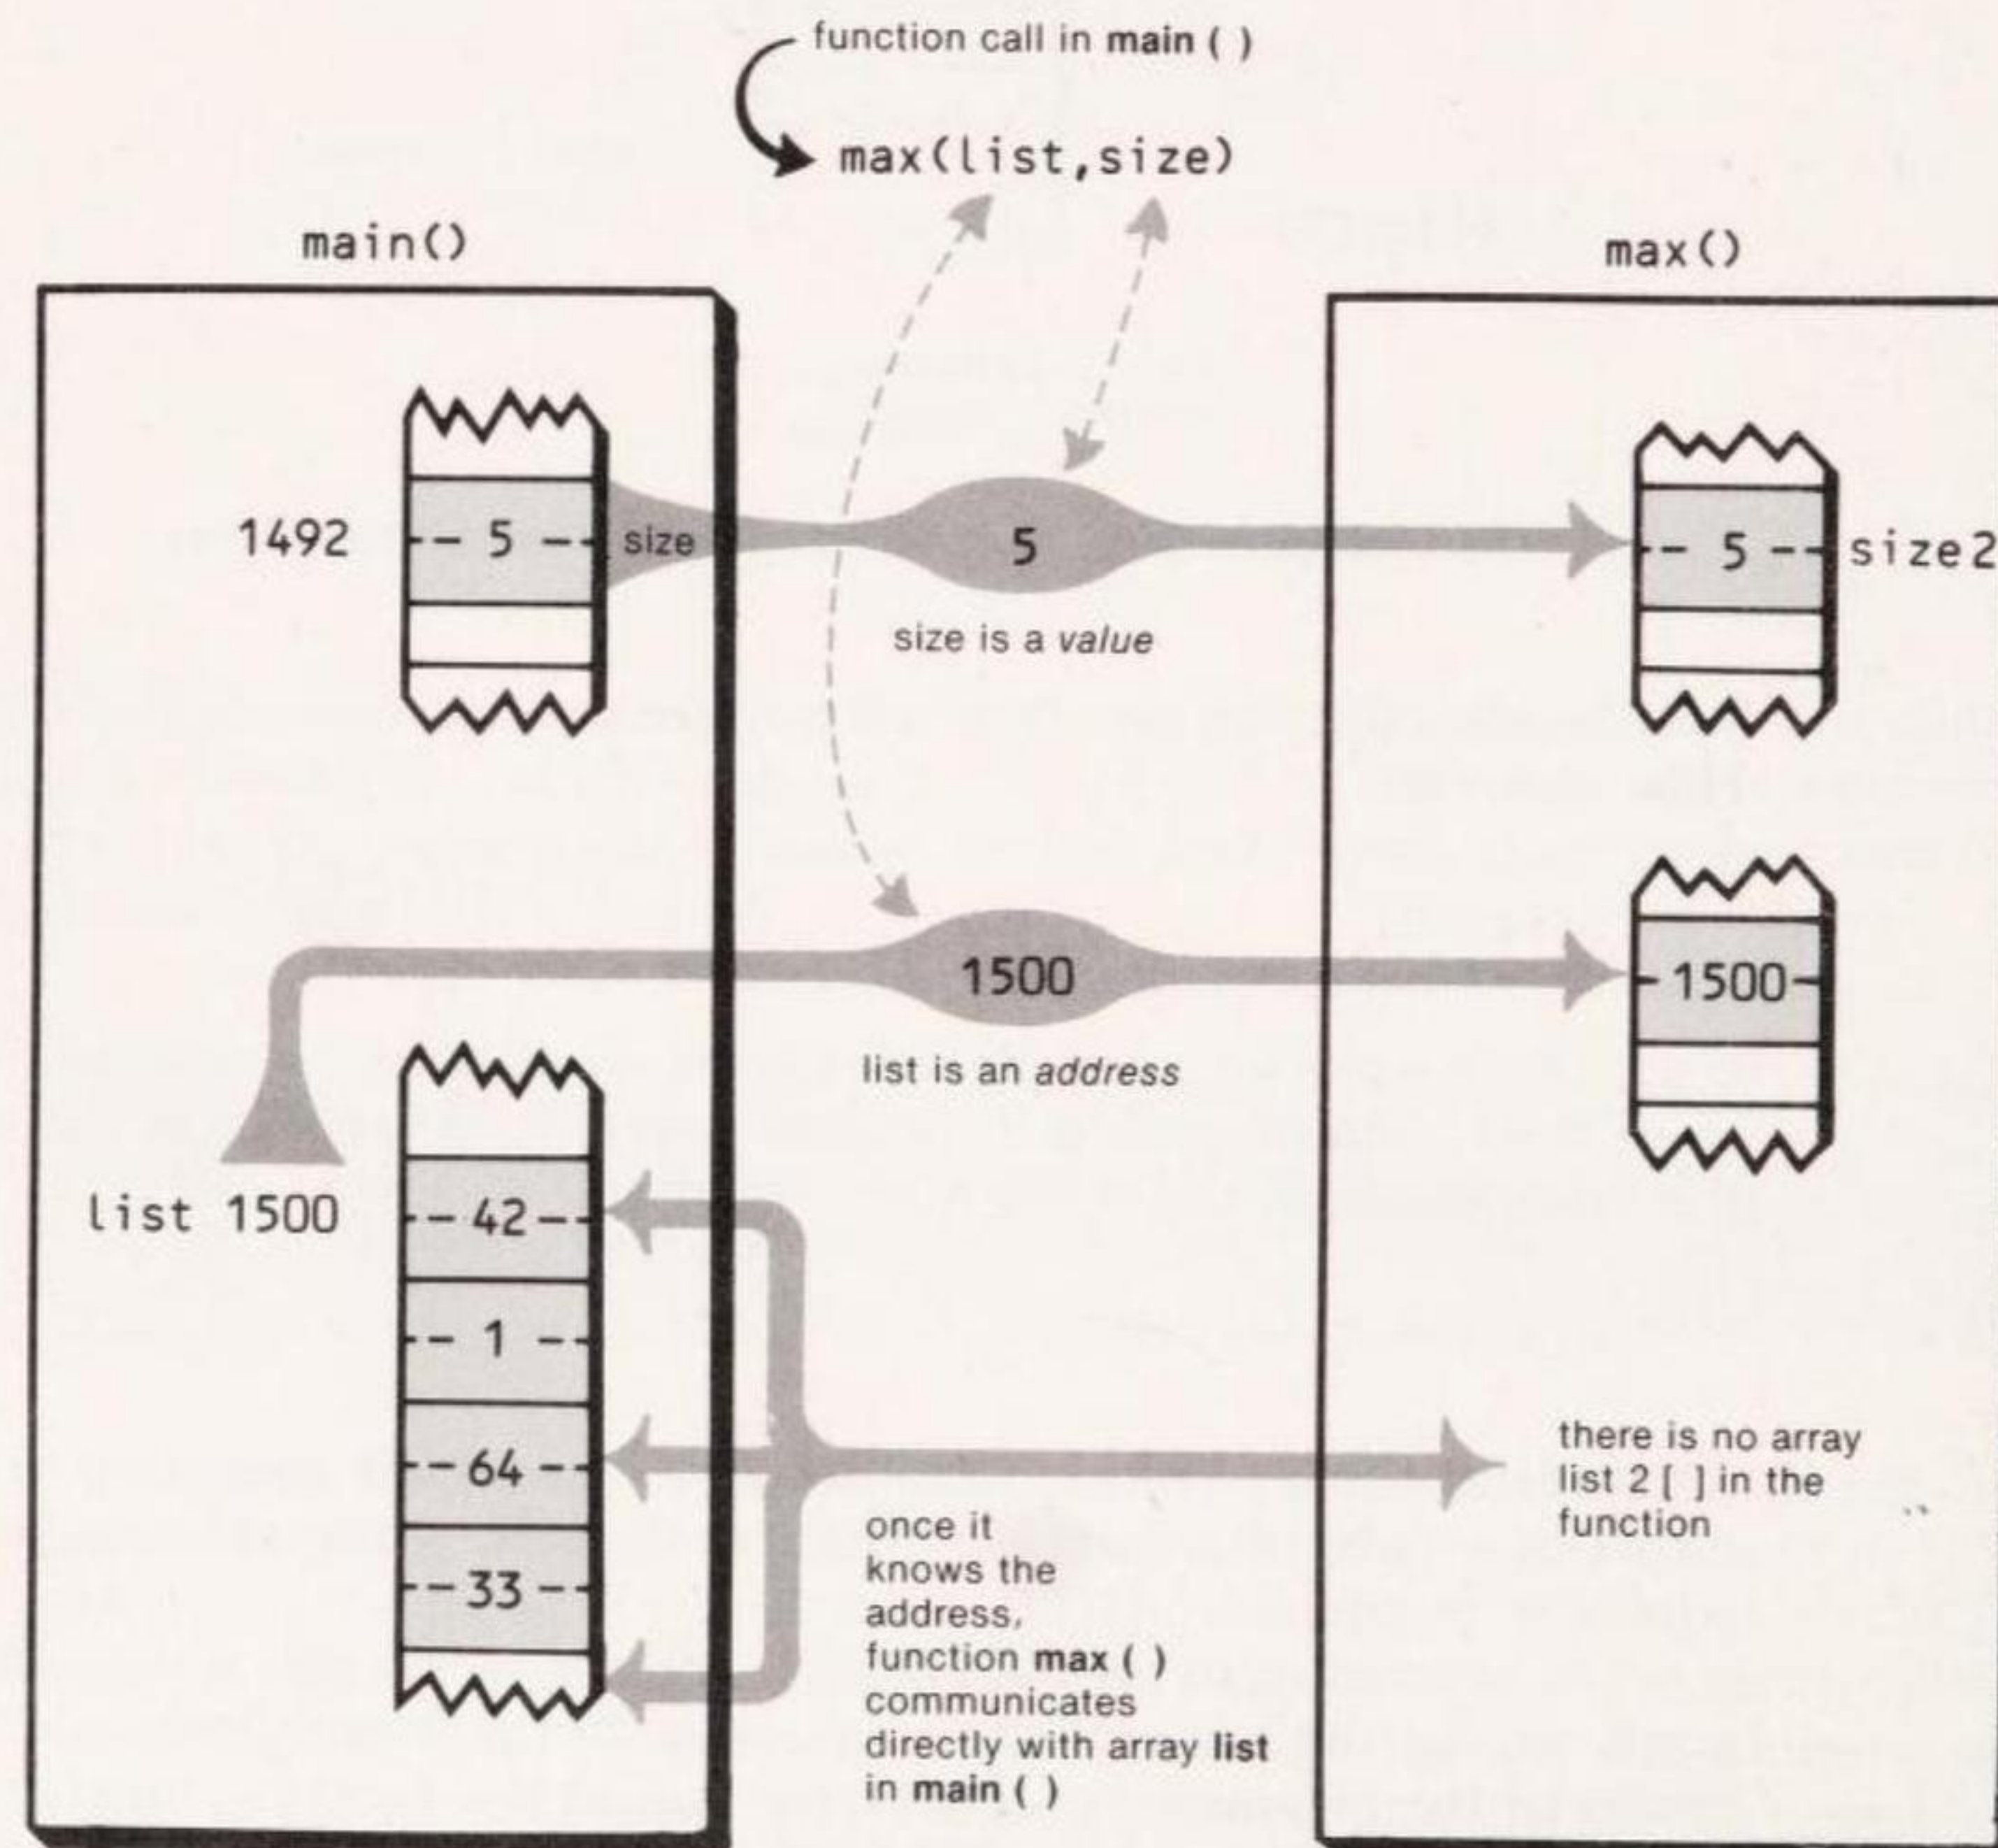 function call in main ( )
max(list,size)
main()
max()
1492
-- 5 --
size
5
-- 5 --
size2
size is a value
1500
-1500-
list is an address
list 1500
--42--
-- 1 --
--64--
--33--
there is no array
list 2 [ ] in the
function
once it
knows the
address,
function max ( )
communicates
directly with array list
in main ( )